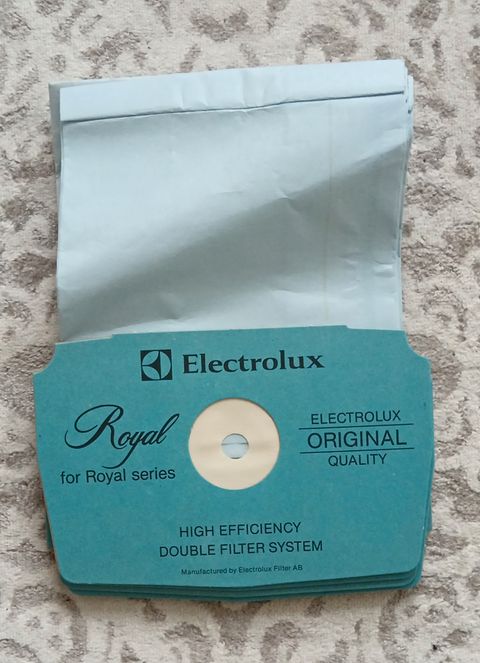 Electrolux
Royal
for Royal series
ELECTROLUX
ORIGINAL
QUALITY
HIGH EFFICIENCY
DOUBLE FILTER SYSTEM
Manufactured by Electrolux Filter AB